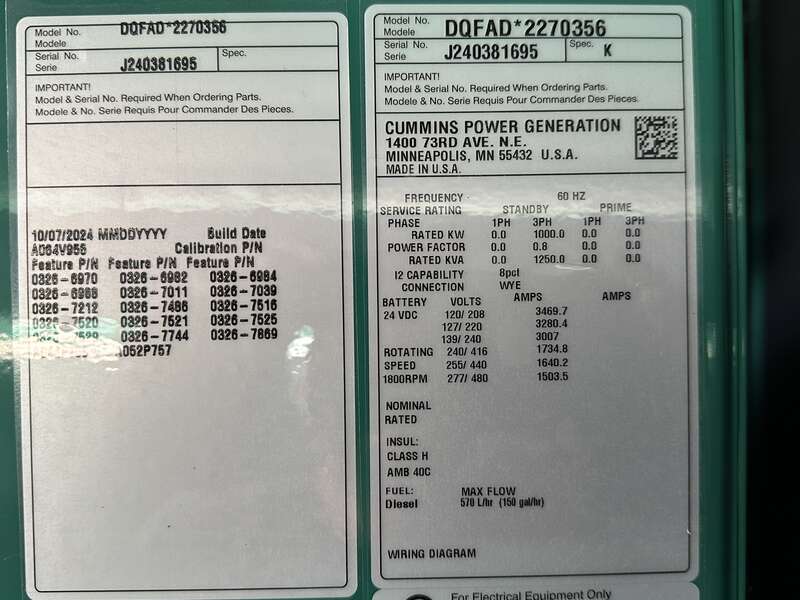 Model No.
Modele
DQFAD*2270356
Serial No.
Serie
J240381695
Spec.
IMPORTANT!
Model & Serial No. Required When Ordering Parts.
Modele & No. Serie Requis Pour Commander Des Pieces.
10/07/2024 MMDDYYYY Build Date
A064V955 Calibration P/N
Feature P/N Feature P/N Feature P/N
0326-6970 0326-6982 0326-6984
0326-6988 0326-7011 0326-7039
0326-7212 0326-7486 0326-7516
0326-7520 0326-7521 0326-7525
0326-7744 0326-7869
A052P757
Model No.
Modele
DQFAD*2270356
Serial No.
Serie
J240381695
Spec.
K
IMPORTANT!
Model & Serial No. Required When Ordering Parts.
Modele & No. Serie Requis Pour Commander Des Pieces.
CUMMINS POWER GENERATION
1400 73RD AVE. N.E.
MINNEAPOLIS, MN 55432 U.S.A.
MADE IN U.S.A.
FREQUENCY 60 HZ
SERVICE RATING STANDBY PRIME
PHASE 1PH 3PH 1PH 3PH
RATED KW 0.0 1000.0 0.0 0.0
POWER FACTOR 0.0 0.8 0.0 0.0
RATED KVA 0.0 1250.0 0.0 0.0
I2 CAPABILITY 8pct
CONNECTION WYE
BATTERY VOLTS AMPS AMPS
24 VDC 120/ 208 3469.7
127/ 220 3280.4
139/ 240 3007
ROTATING 240/ 416 1734.8
SPEED 255/ 440 1640.2
1800RPM 277/ 480 1503.5
NOMINAL
RATED
INSUL:
CLASS H
AMB 40C
FUEL: MAX FLOW
Diesel 570 L/hr (150 gal/hr)
WIRING DIAGRAM
For Electrical Equipment Only